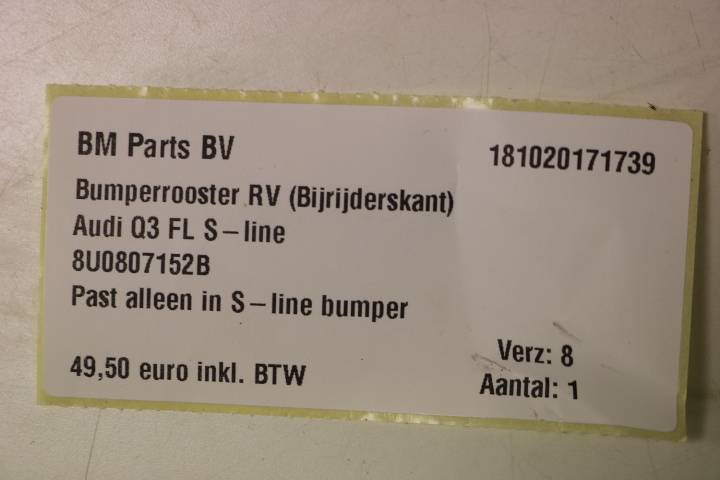 BM Parts BV
181020171739
Bumperrooster RV (Bijrijderskant)
Audi Q3 FL S-line
8U0807152B
Past alleen in S-line bumper
Verz: 8
49,50 euro inkl. BTW
Aantal: 1